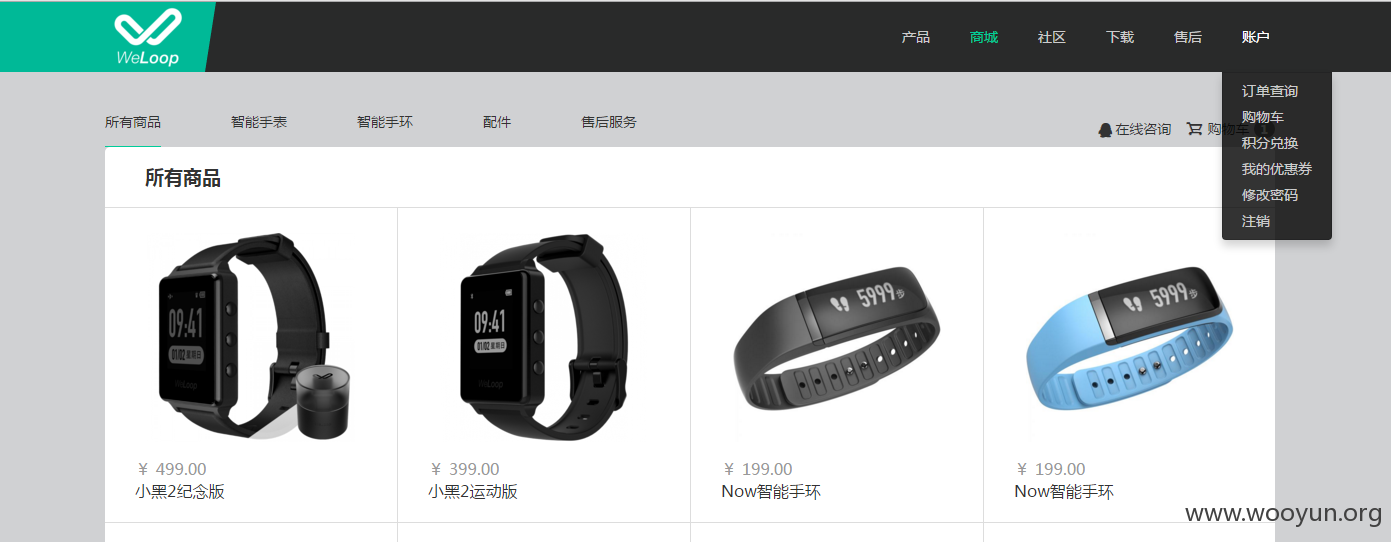 WeLoop
产品 商城 社区 下载 售后 账户
订单查询
购物车
积分兑换
我的优惠券
修改密码
注销
所有商品 智能手表 智能手环 配件 售后服务
在线咨询 购物车 1
所有商品
09:41
01/02 星期日
WeLoop
09:41
01/02 星期日
WeLoop
5999
5999
¥ 499.00
小黑2纪念版
¥ 399.00
小黑2运动版
¥ 199.00
Now智能手环
¥ 199.00
Now智能手环
www.wooyun.org